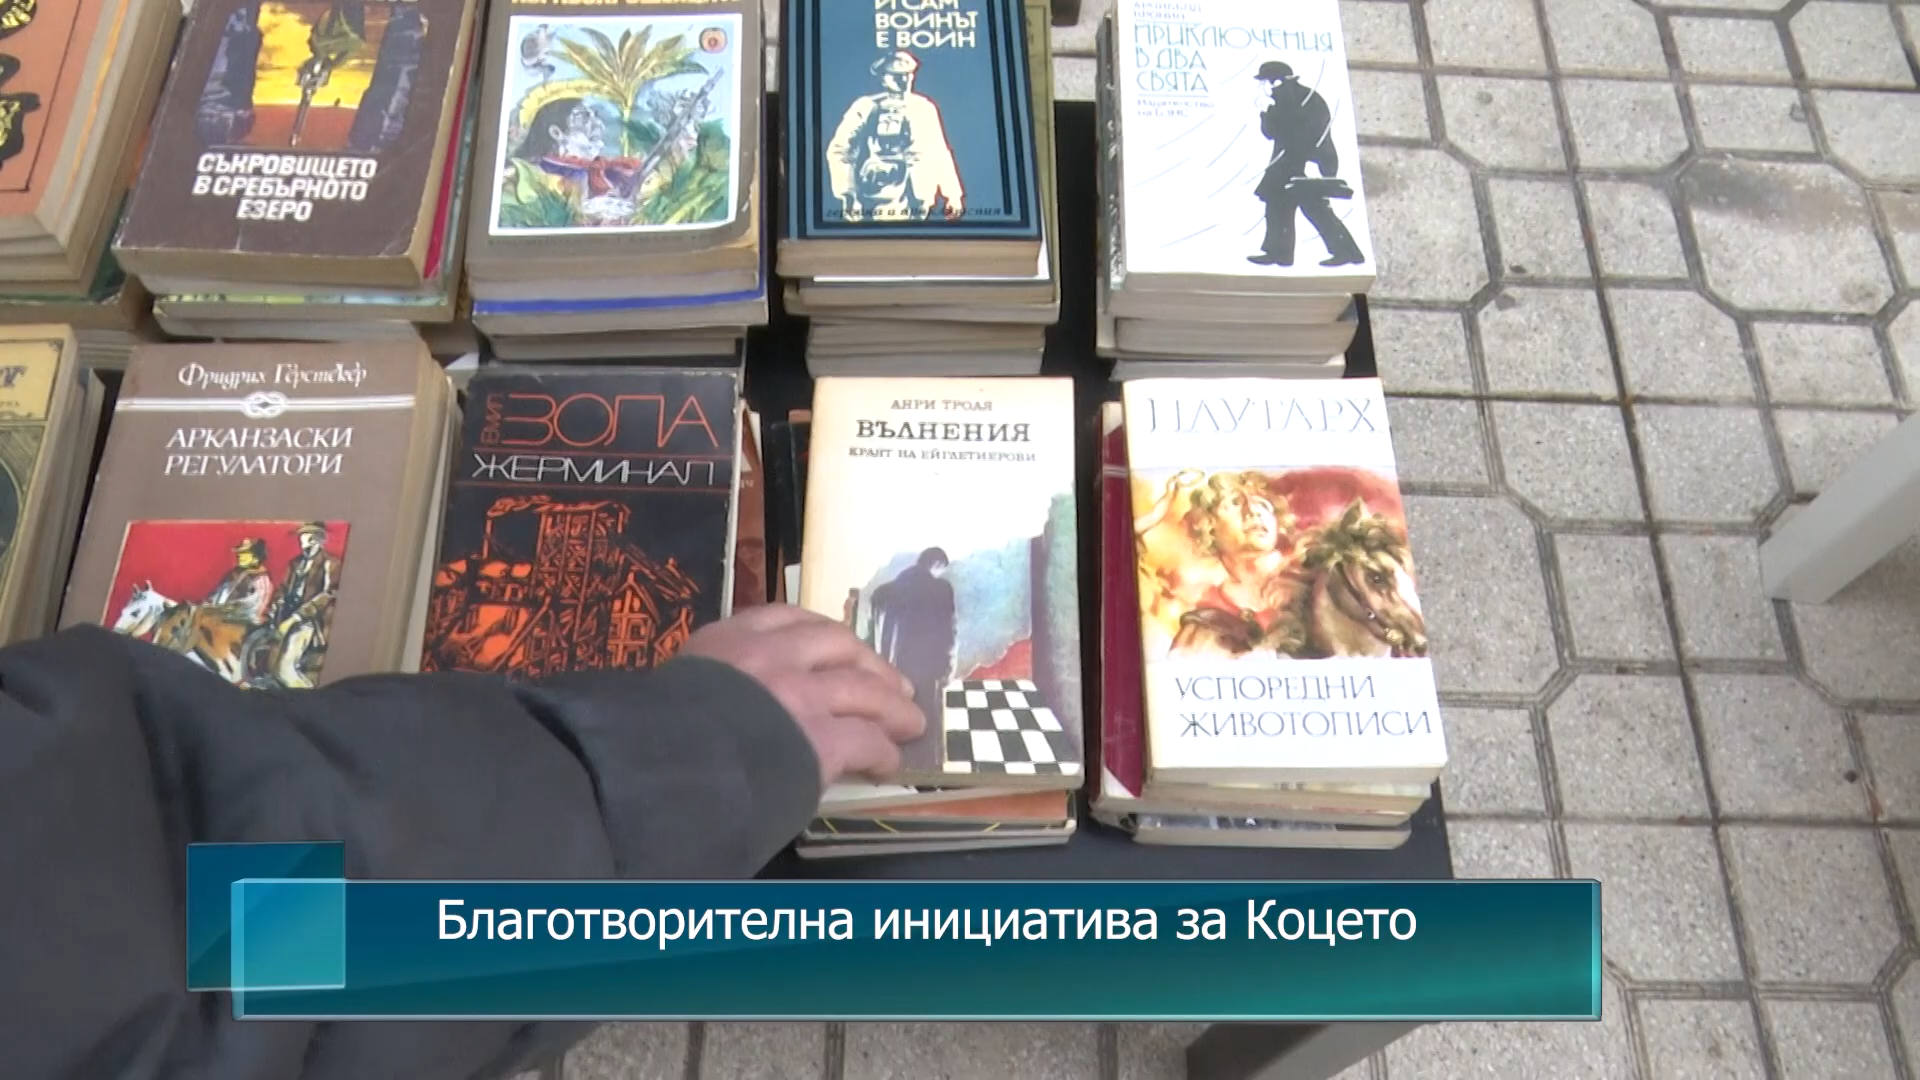 СЪКРОВИЩЕТО
В СРЕБЪРНОТО
ЕЗЕРО
И САМ
ВОИНЪТ
Е ВОИН
ПРИКЛЮЧЕНИЯ
В ДВА
СВЯТА
Фридрих Герстекер
АРКАНЗАСКИ
РЕГУЛАТОРИ
ЕМИЛ ЗОЛА
ЖЕРМИНАЛ
АНРИ ТРОАЯ
ВЪЛНЕНИЯ
КРАЯТ НА ЕЙГЛЕТИЕРОВИ
ПЛУТАРХ
УСПОРЕДНИ
ЖИВОТОПИСИ
Благотворителна инициатива за Коцето